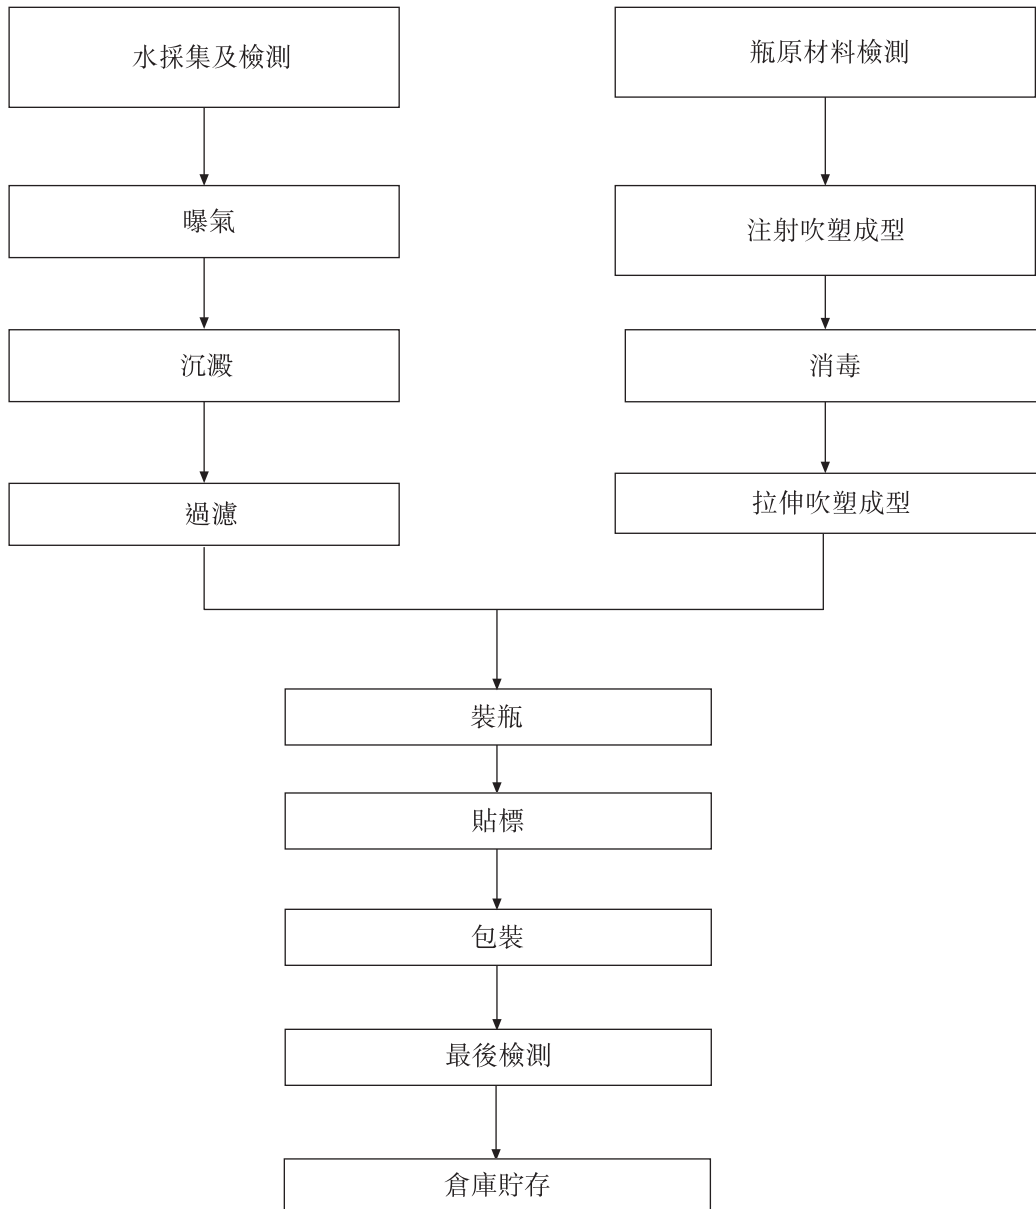 水採集及檢測
曝氣
沉澱
過濾
瓶原材料檢測
注射吹塑成型
消毒
拉伸吹塑成型
裝瓶
貼標
包裝
最後檢測
倉庫貯存